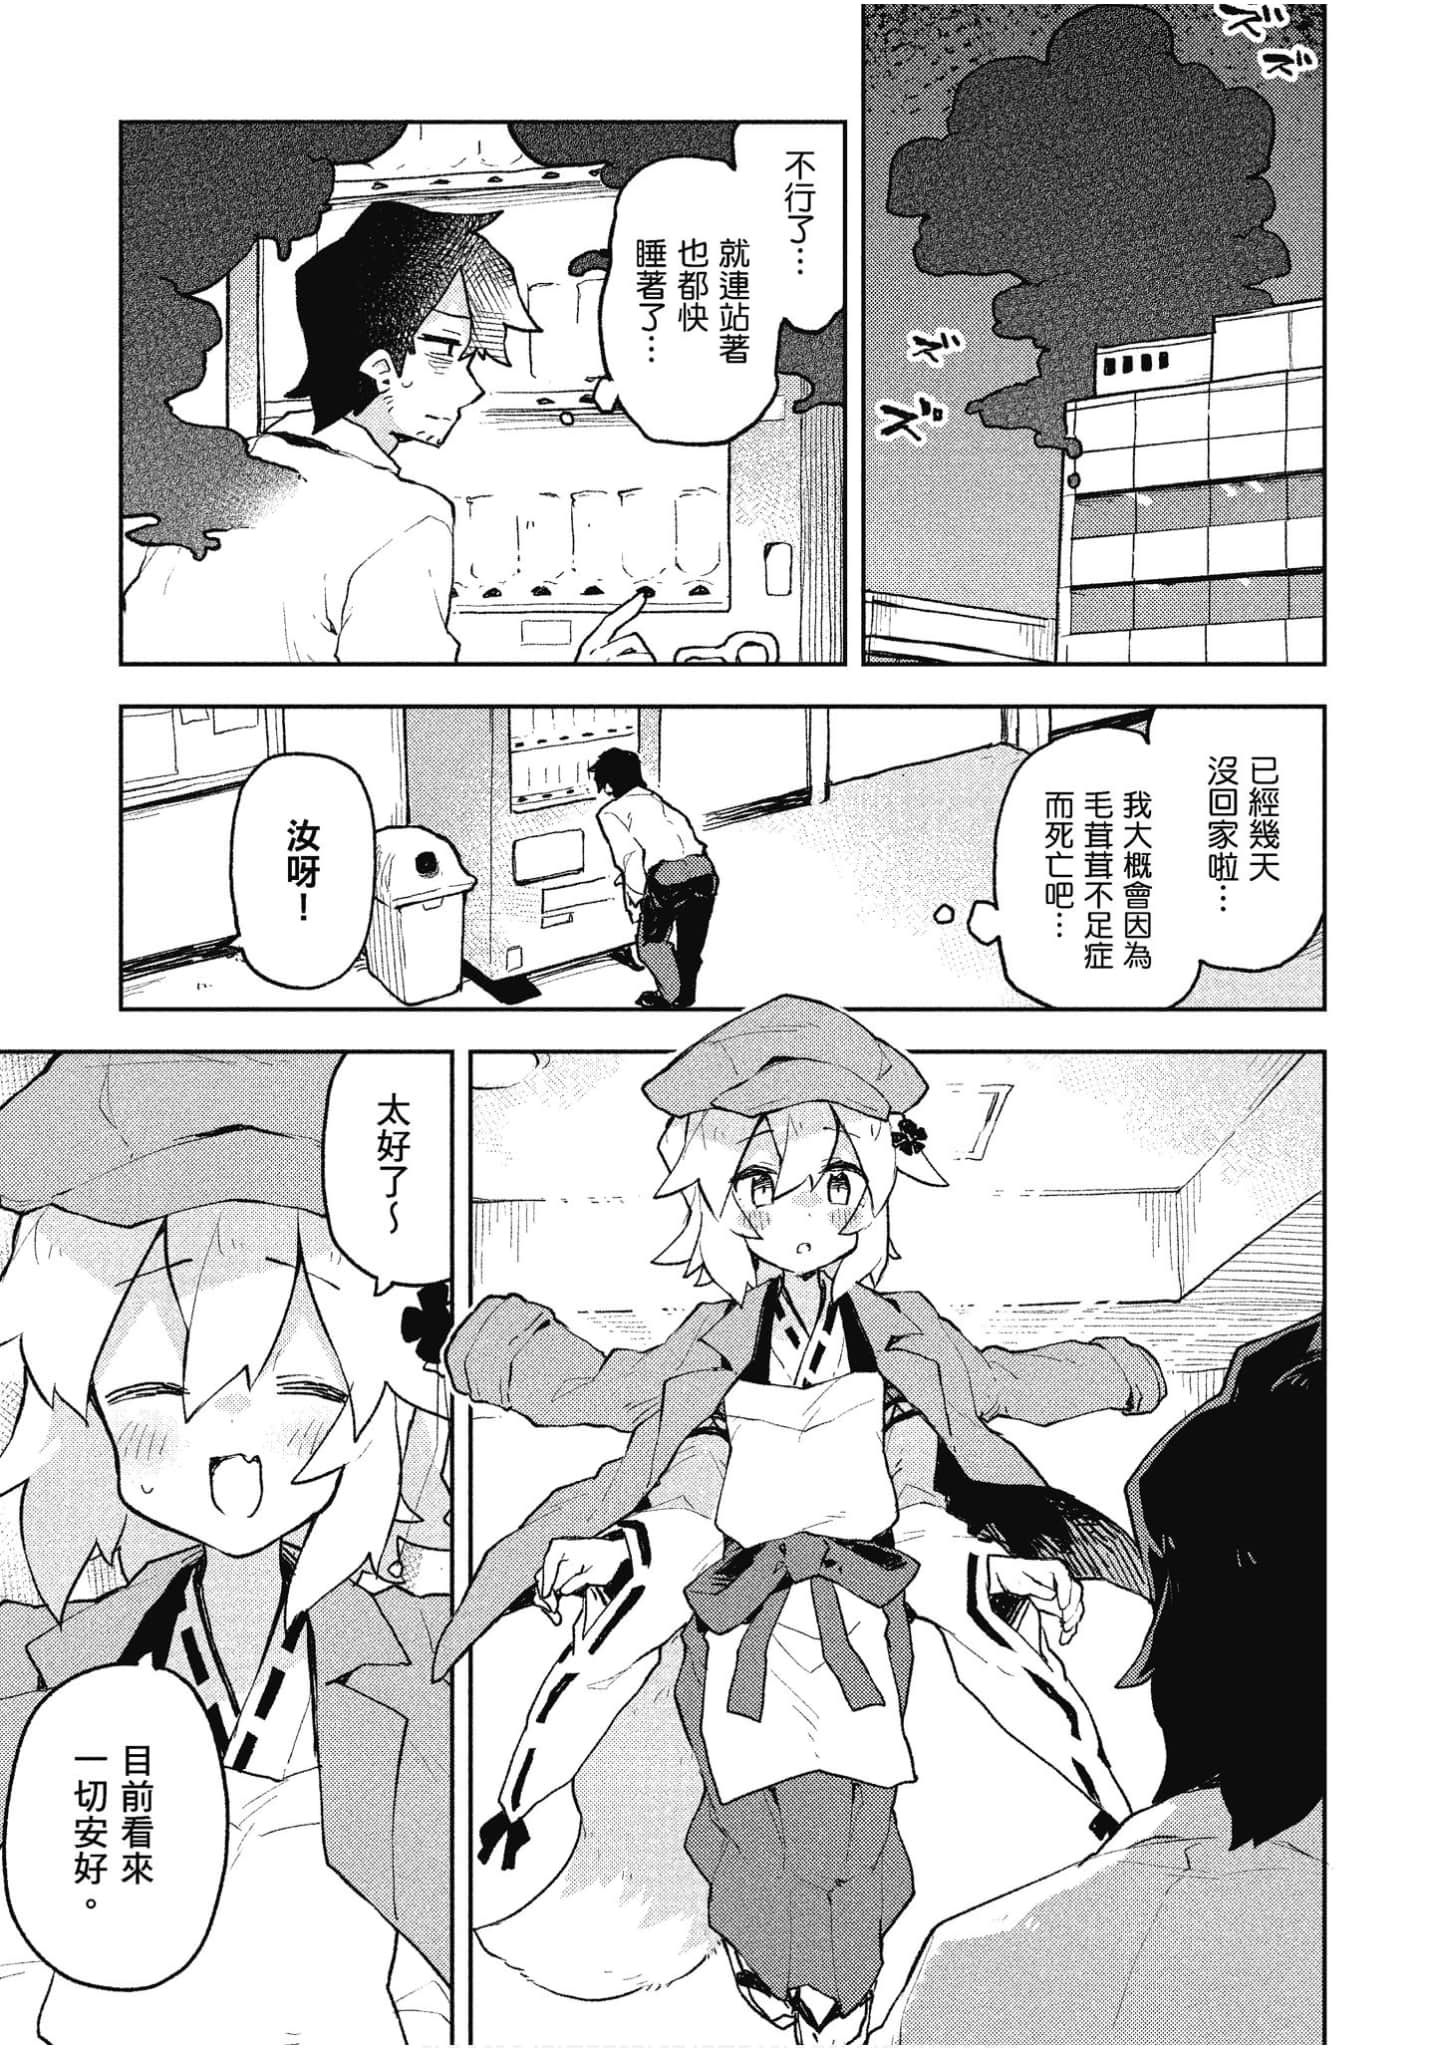 ズズ
ズズ
不行了…
就連站著
也都快
睡著了…
已經幾天
沒回家啦…
我大概會因為
毛茸茸不足症
而死亡吧…
汝呀！
太好了～
目前看來
一切安好。